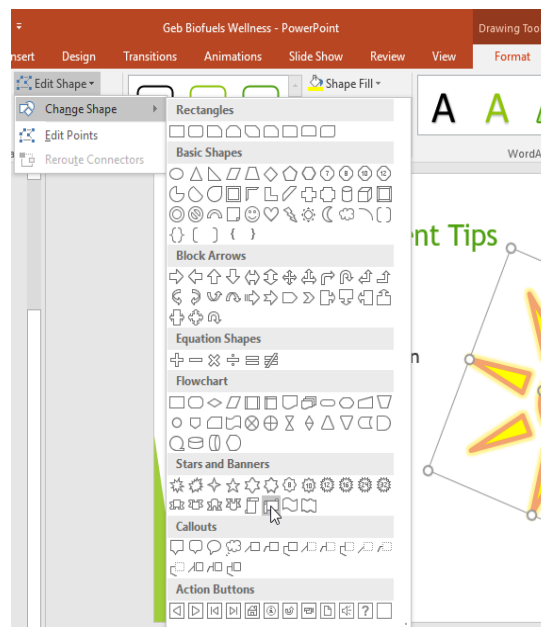 Geb Biofuels Wellness - PowerPoint
Drawing Too
nsert Design Transitions Animations Slide Show Review View Format
Edit Shape
Shape Fill
Change Shape
Edit Points
Reroute Connectors
A A
WordA
Rectangles
Basic Shapes
Block Arrows
Equation Shapes
Flowchart
Stars and Banners
Callouts
Action Buttons
nt Tips
n